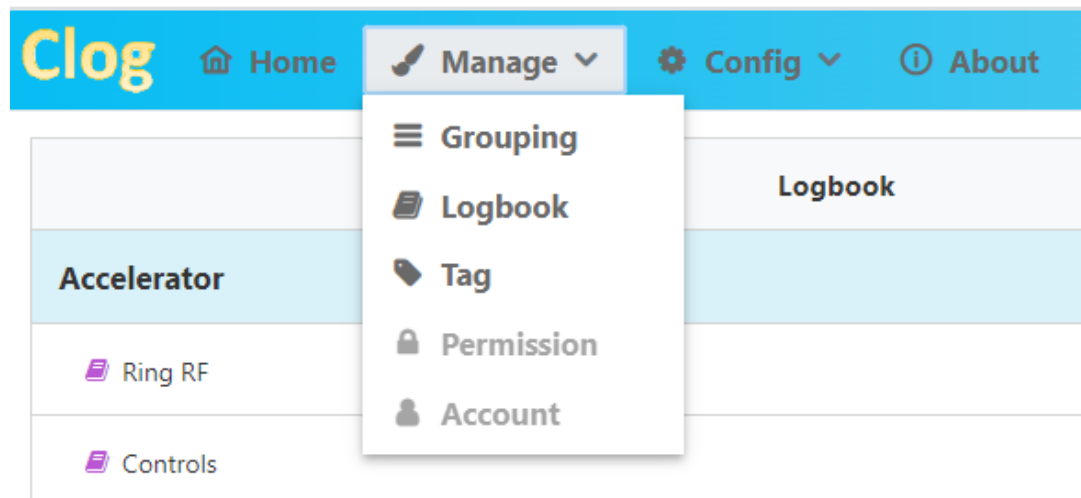 Clog Home Manage Config About
Grouping
Logbook
Logbook
Accelerator
Tag
Permission
Ring RF
Account
Controls